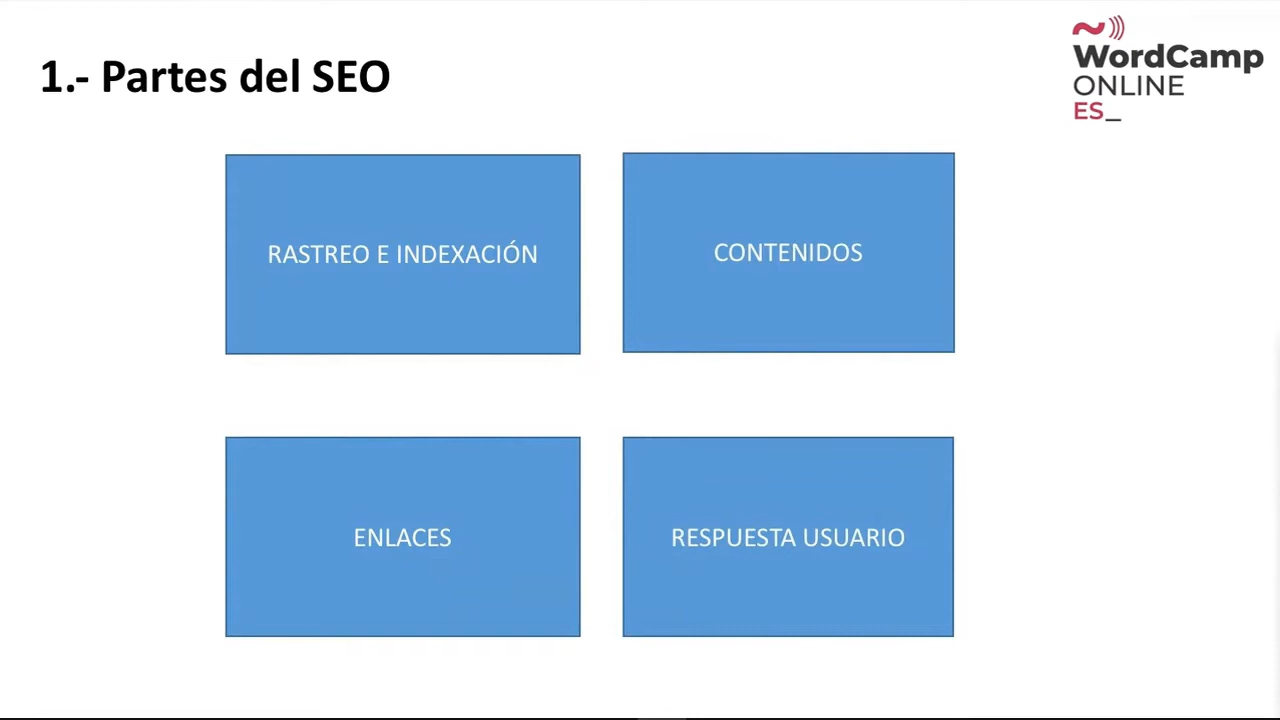 1.- Partes del SEO
WordCamp
ONLINE
ES_
RASTREO E INDEXACIÓN
CONTENIDOS
ENLACES
RESPUESTA USUARIO